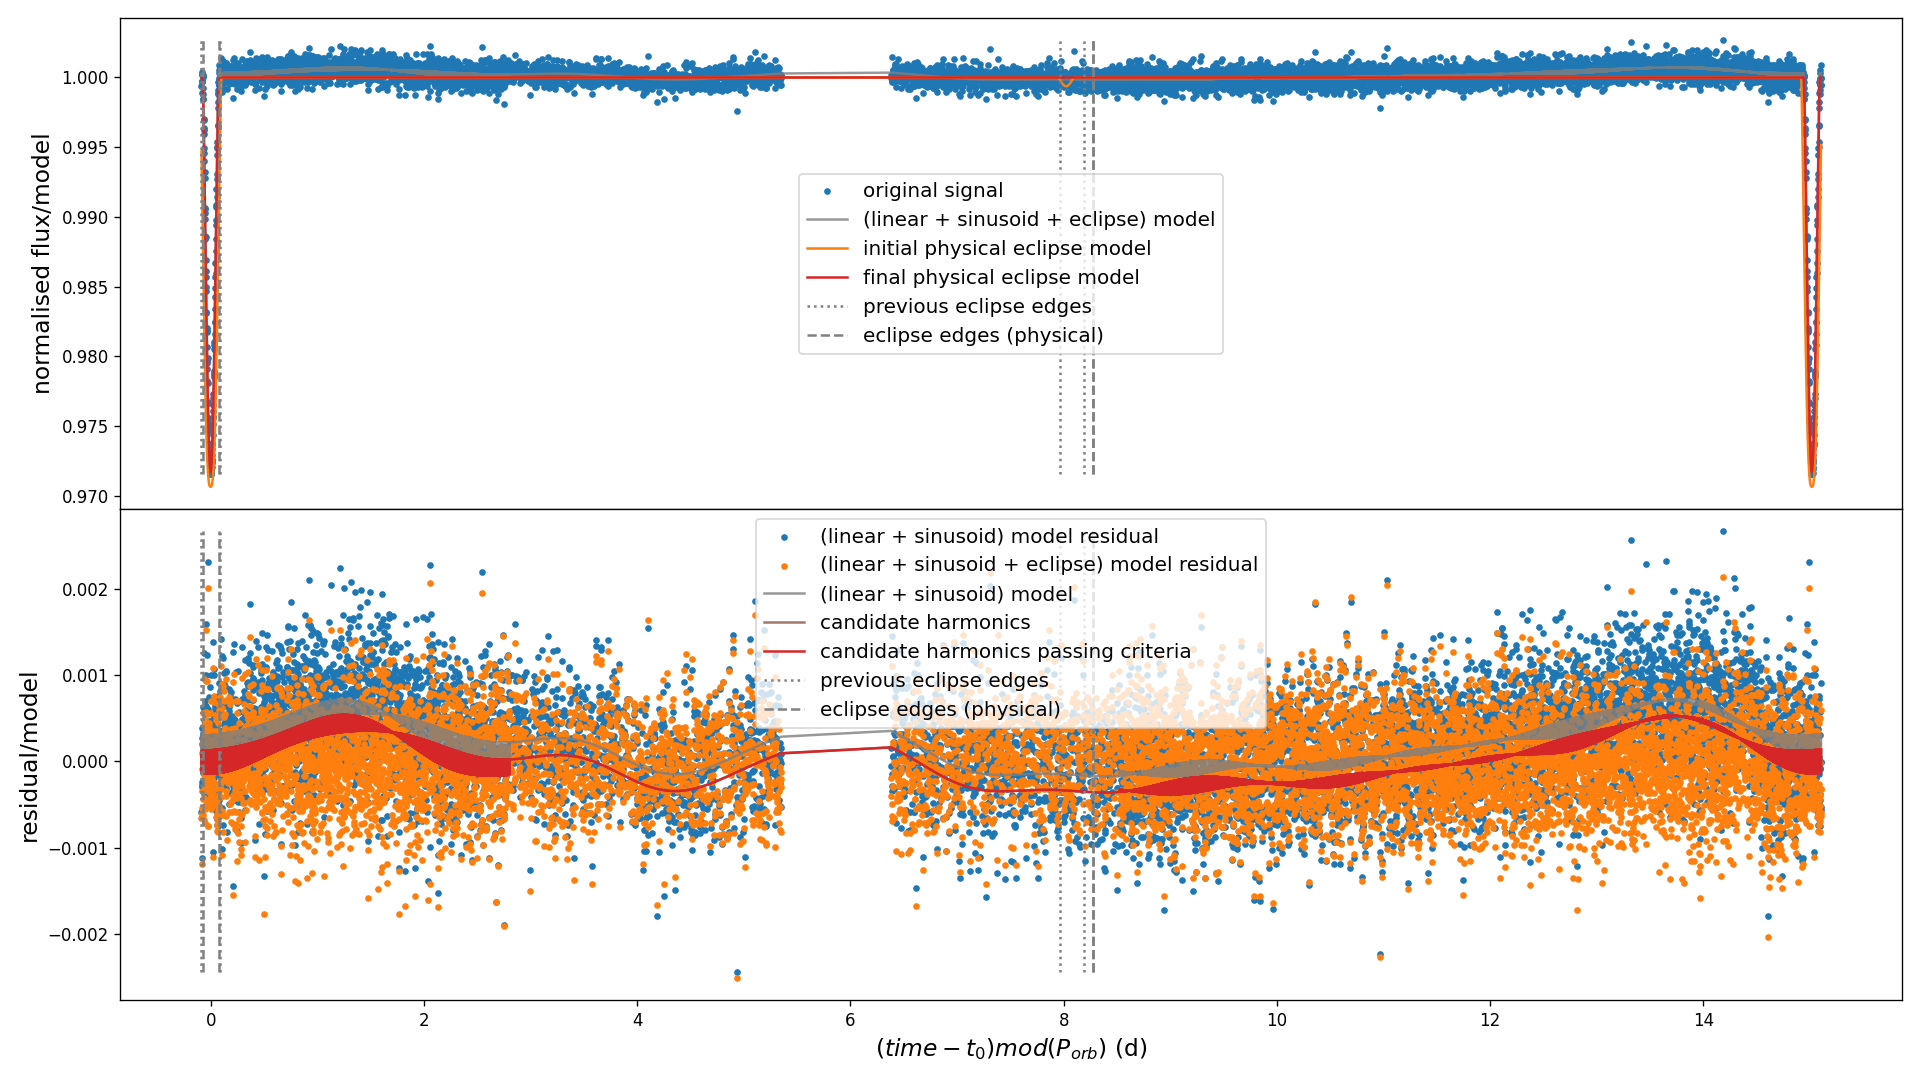 1.000
0.995
0.990
0.985
0.980
0.975
0.970
normalised flux/model
original signal
(linear + sinusoid + eclipse) model
initial physical eclipse model
final physical eclipse model
previous eclipse edges
eclipse edges (physical)
(linear + sinusoid) model residual
(linear + sinusoid + eclipse) model residual
(linear + sinusoid) model
candidate harmonics
candidate harmonics passing criteria
previous eclipse edges
eclipse edges (physical)
0.002
0.001
0.000
−0.001
−0.002
residual/model
0 2 4 6 8 10 12 14
(time − t₀)mod(P_orb) (d)